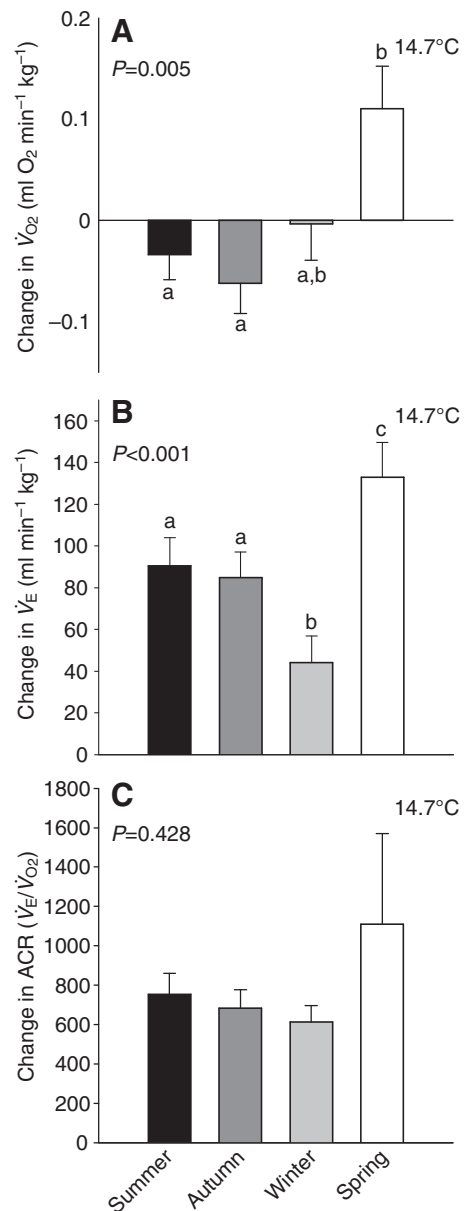 A
14.7°C
P=0.005
Change in V̇O₂ (ml O₂ min⁻¹ kg⁻¹)
0.2
0.1
0
–0.1
a
a
a,b
b
B
14.7°C
P<0.001
Change in V̇E (ml min⁻¹ kg⁻¹)
160
140
120
100
80
60
40
20
0
a
a
b
c
C
14.7°C
P=0.428
Change in ACR (V̇E/V̇O₂)
1800
1600
1400
1200
1000
800
600
400
200
0
Summer
Autumn
Winter
Spring